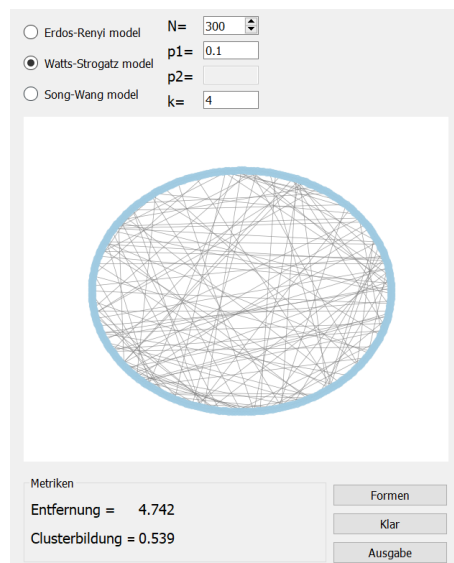 Erdos-Renyi model
N= 300
p1= 0.1
Watts-Strogatz model
p2=
Song-Wang model
k= 4
Metriken
Entfernung = 4.742
Clusterbildung = 0.539
Formen
Klar
Ausgabe